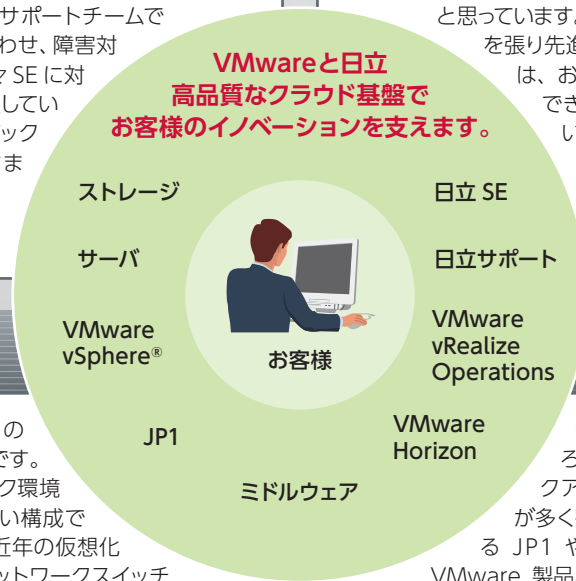 サポートチームで
わせ、障害対
SE に対
してい
ック
ま
と思っています。
を張り先進
は、お
でき
い
VMwareと日立
高品質なクラウド基盤で
お客様のイノベーションを支えます。
ストレージ
日立 SE
サーバ
日立サポート
VMware
vSphere®
VMware
vRealize
Operations
お客様
JP1
VMware
Horizon
ミドルウェア
の
です。
ク環境
い構成で
近年の仮想化
ットワークスイッチ
ろ
クア
が多く
る JP1 や
VMware 製品